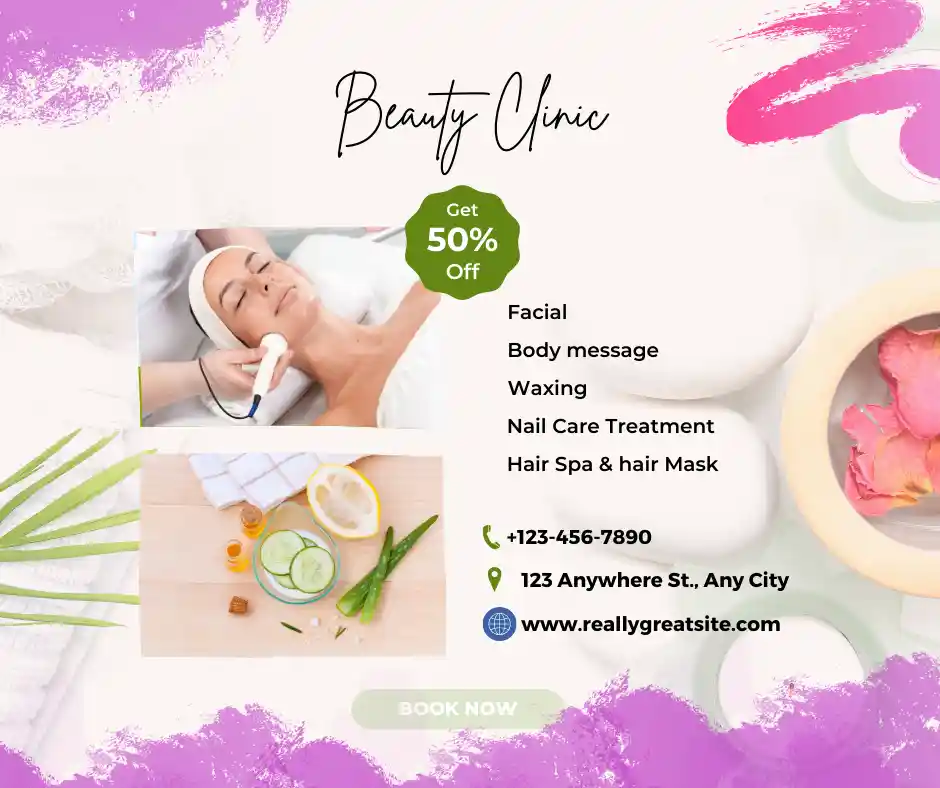 Beauty Clinic
Get
50%
Off
Facial
Body message
Waxing
Nail Care Treatment
Hair Spa & hair Mask
+123-456-7890
123 Anywhere St., Any City
www.reallygreatsite.com
BOOK NOW